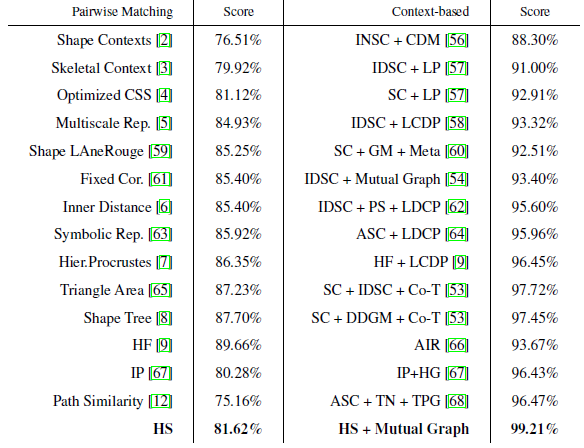 Pairwise Matching Score Context-based Score
Shape Contexts [2] 76.51% INSC + CDM [56] 88.30%
Skeletal Context [3] 79.92% IDSC + LP [57] 91.00%
Optimized CSS [4] 81.12% SC + LP [57] 92.91%
Multiscale Rep. [5] 84.93% IDSC + LCDP [58] 93.32%
Shape LAneRouge [59] 85.25% SC + GM + Meta [60] 92.51%
Fixed Cor. [61] 85.40% IDSC + Mutual Graph [54] 93.40%
Inner Distance [6] 85.40% IDSC + PS + LDCP [62] 95.60%
Symbolic Rep. [63] 85.92% ASC + LDCP [64] 95.96%
Hier.Procrustes [7] 86.35% HF + LCDP [9] 96.45%
Triangle Area [65] 87.23% SC + IDSC + Co-T [53] 97.72%
Shape Tree [8] 87.70% SC + DDGM + Co-T [53] 97.45%
HF [9] 89.66% AIR [66] 93.67%
IP [67] 80.28% IP+HG [67] 96.43%
Path Similarity [12] 75.16% ASC + TN + TPG [68] 96.47%
HS 81.62% HS + Mutual Graph 99.21%